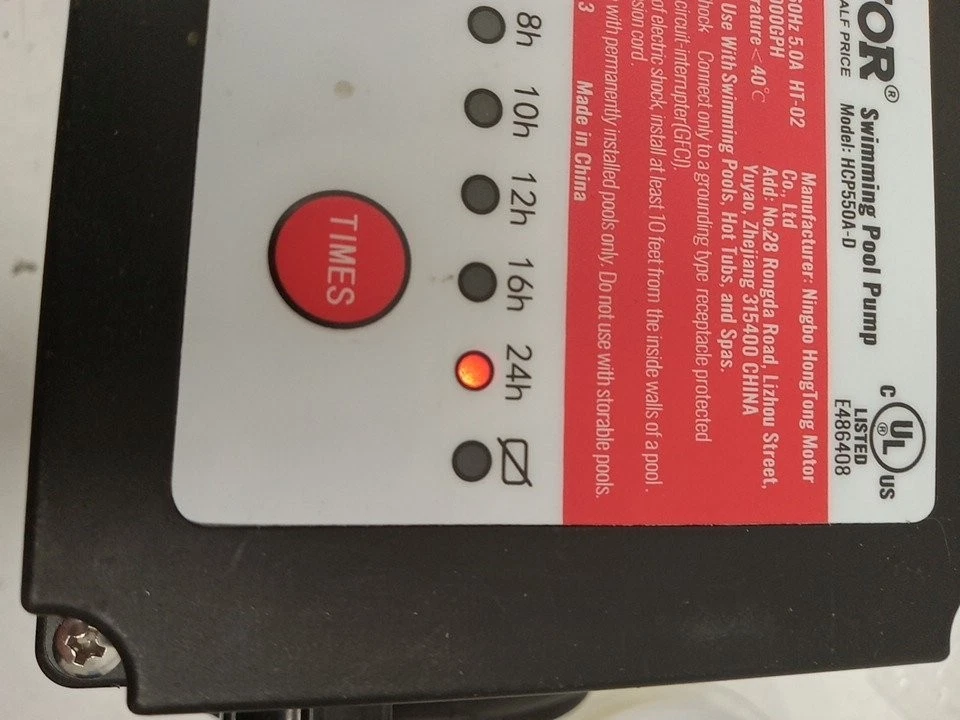 TOR®
ALF PRICE
Swimming Pool Pump
Model: HCP550A-D
C UL® US
LISTED
E486408
60Hz 5.0A HT-02
000GPH
rature < 40°C
Manufacturer: Ningbo HongTong Motor
Co., Ltd
Add: No.28 Rongda Road, Lizhou Street,
Yuyao, Zhejiang 315400 CHINA
Use With Swimming Pools, Hot Tubs, and Spas.
hock Connect only to a grounding type receptacle protected
circuit-interrupter(GFCI).
of electric shock, install at least 10 feet from the inside walls of a pool .
sion cord
with permanently installed pools only. Do not use with storable pools.
3 Made in China
8h 10h 12h 16h 24h
TIMES